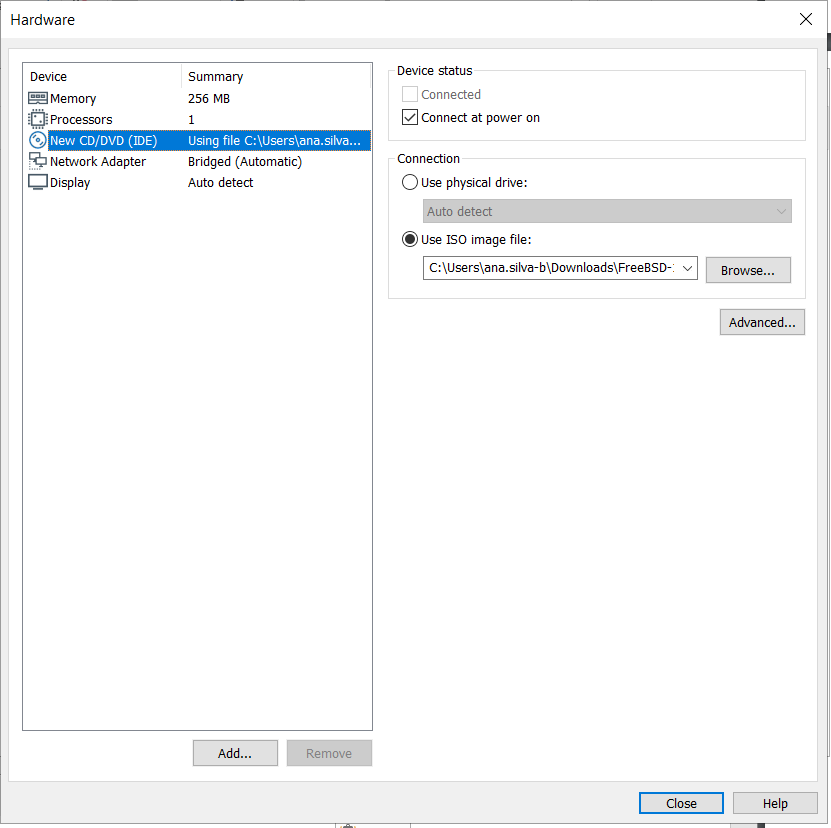 Hardware
Device Summary
Memory 256 MB
Processors 1
New CD/DVD (IDE) Using file C:\Users\ana.silva...
Network Adapter Bridged (Automatic)
Display Auto detect
Add... Remove
Device status
Connected
Connect at power on
Connection
Use physical drive:
Auto detect
Use ISO image file:
C:\Users\ana.silva-b\Downloads\FreeBSD-
Browse...
Advanced...
Close Help